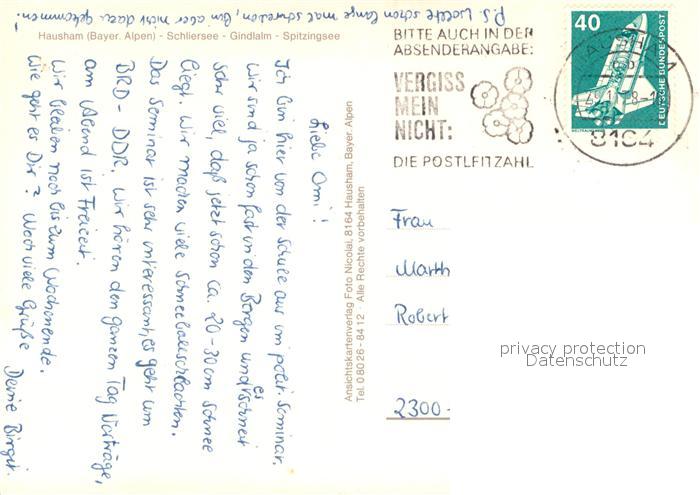 Hausham (Bayer. Alpen) - Schliersee - Gindlalm - Spitzingsee
P.S. wollte schon lange mal schreiben, bin aber nicht dazu gekommen!
Liebe Omi!
Ich bin hier von der Schule aus im polit. Seminar.
Wir sind ja schon fast in den Bergen und es schneit
sehr viel, daß jetzt schon ca. 20-30cm Schnee
liegt. Wir machen viele Schneeballschlachten.
Das Seminar ist sehr interessant, es geht um
BRD - DDR. Wir hören den ganzen Tag Vorträge,
am Abend ist Freizeit.
Wir bleiben noch bis zum Wochenende.
Wie geht es Dir? Noch viele Grüße
Deine Birgit.
Ansichtskartenverlag Foto Nicolai, 8164 Hausham, Bayer. Alpen
Tel. 08026-8412 · Alle Rechte vorbehalten
BITTE AUCH IN DER
ABSENDERANGABE:
VERGISS
MEIN
NICHT:
DIE POSTLEITZAHL
40
DEUTSCHE BUNDESPOST
8164
Frau
Marth
Robert
2300-
privacy protection
Datenschutz